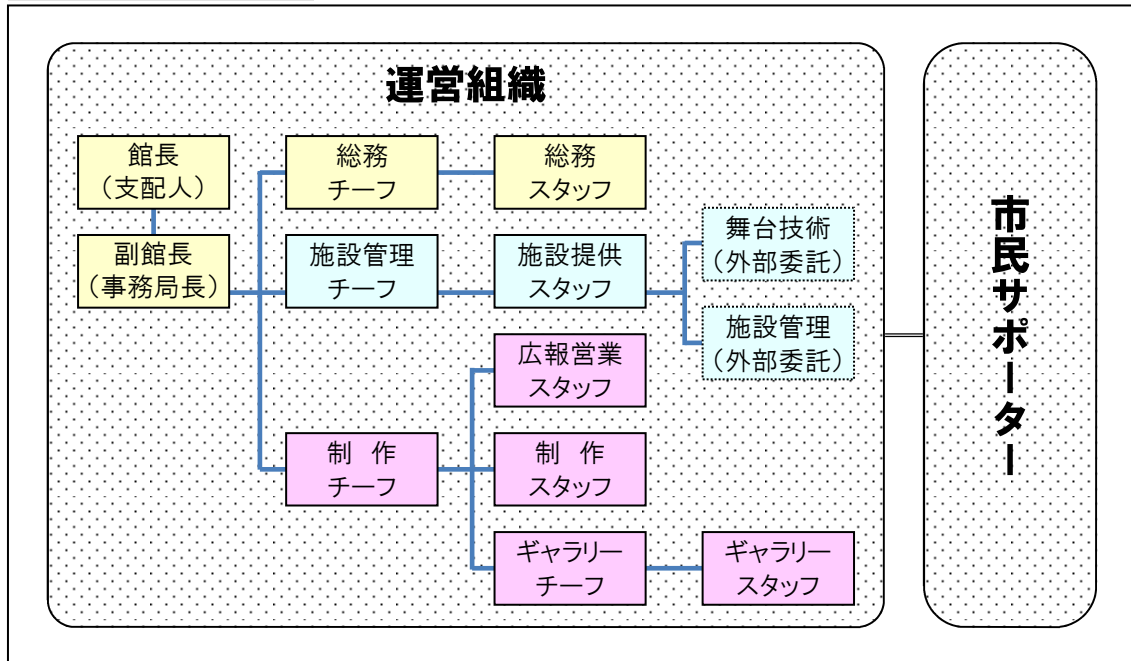 運営組織
館長
（支配人）
副館長
（事務局長）
総務
チーフ
総務
スタッフ
施設管理
チーフ
施設提供
スタッフ
舞台技術
（外部委託）
施設管理
（外部委託）
広報営業
スタッフ
制　作
チーフ
制　作
スタッフ
ギャラリー
チーフ
ギャラリー
スタッフ
市民サポーター